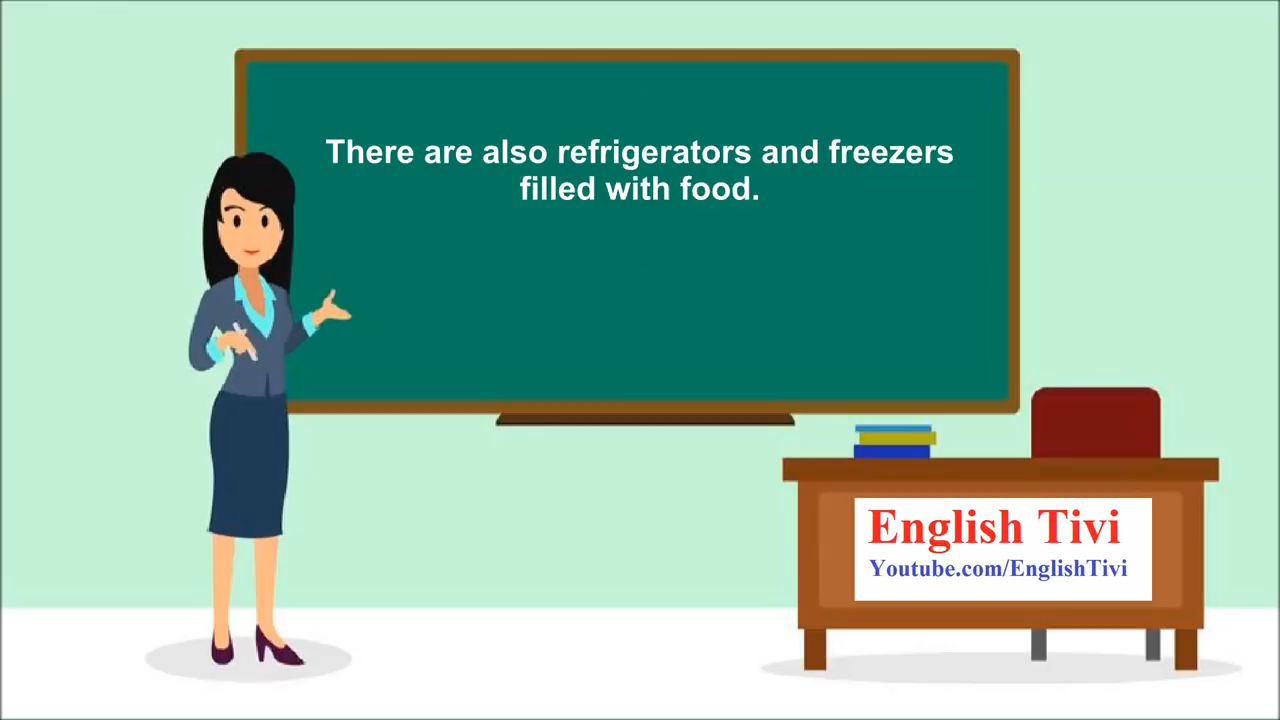 There are also refrigerators and freezers
filled with food.
English Tivi
Youtube.com/EnglishTivi